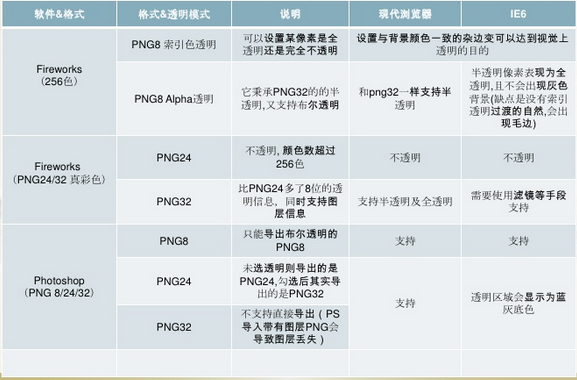 软件&格式
格式&透明模式
说明
现代浏览器
IE6
Fireworks
（256色）
PNG8 索引色透明
可以设置某像素是全
透明还是完全不透明
设置与背景颜色一致的杂边变可以达到视觉上
透明的目的
PNG8 Alpha透明
它秉承PNG32的的半
透明,又支持布尔透明
和png32一样支持半
透明
半透明像素表现为全
透明,且不会出现灰色
背景(缺点是没有索引
透明过渡的自然,会出
现毛边)
Fireworks
（PNG24/32 真彩色）
PNG24
不透明, 颜色数超过
256色
不透明
不透明
PNG32
比PNG24多了8位的透
明信息，同时支持图
层信息
支持半透明及全透明
需要使用滤镜等手段
支持
Photoshop
（PNG 8/24/32）
PNG8
只能导出布尔透明的
PNG8
支持
支持
PNG24
未选透明则导出的是
PNG24,勾选后其实导
出的是PNG32
支持
透明区域会显示为蓝
灰底色
PNG32
不支持直接导出（ PS
导入带有图层PNG会
导致图层丢失）